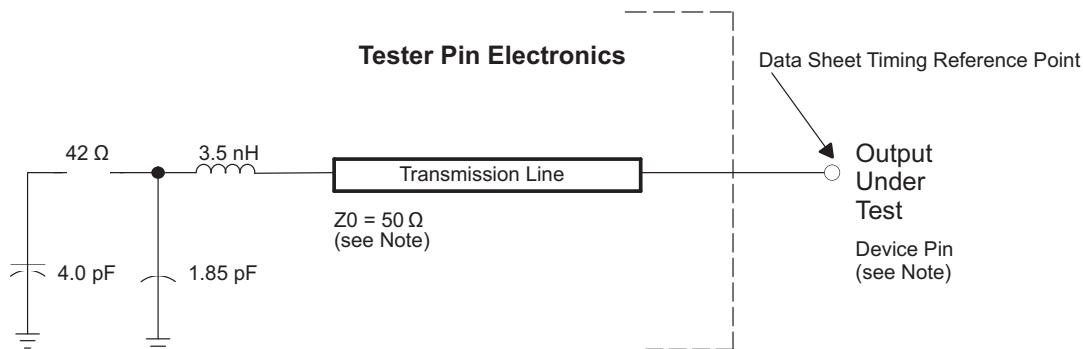 Tester Pin Electronics
Data Sheet Timing Reference Point
42 Ω
3.5 nH
Transmission Line
Output
Under
Test
Z0 = 50 Ω
(see Note)
Device Pin
(see Note)
4.0 pF
1.85 pF